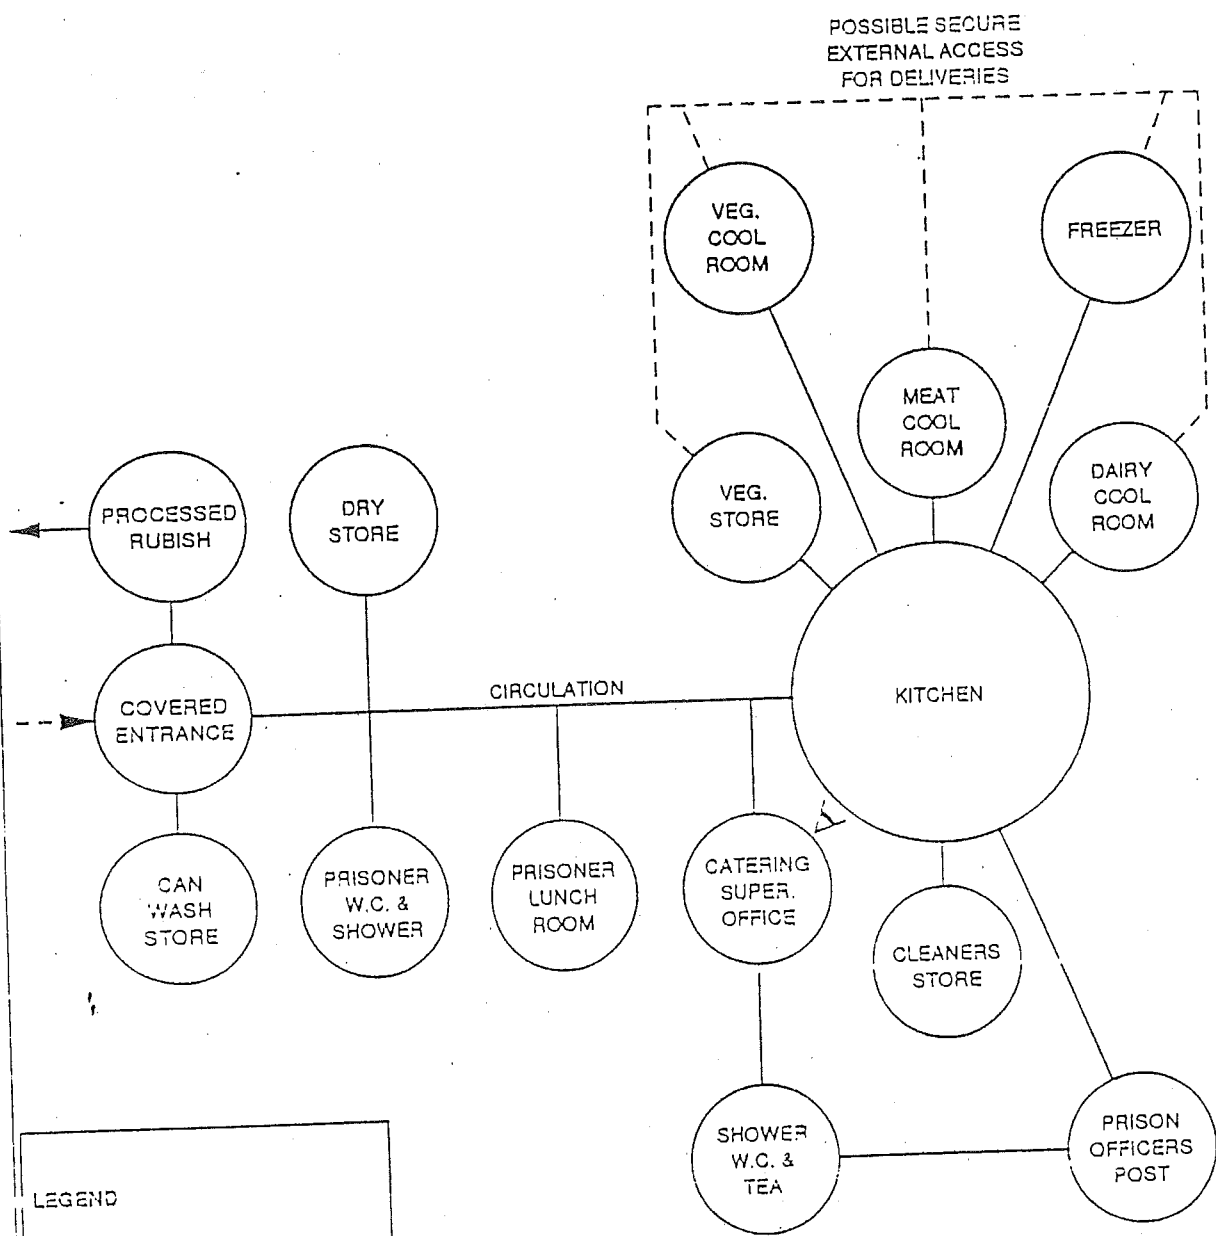 POSSIBLE SECURE
EXTERNAL ACCESS
FOR DELIVERIES
VEG.
COOL
ROOM
FREEZER
MEAT
COOL
ROOM
VEG.
STORE
DAIRY
COOL
ROOM
PROCESSED
RUBISH
DRY
STORE
COVERED
ENTRANCE
CIRCULATION
KITCHEN
CAN
WASH
STORE
PRISONER
W.C. &
SHOWER
PRISONER
LUNCH
ROOM
CATERING
SUPER.
OFFICE
CLEANERS
STORE
SHOWER
W.C. &
TEA
PRISON
OFFICERS
POST
LEGEND